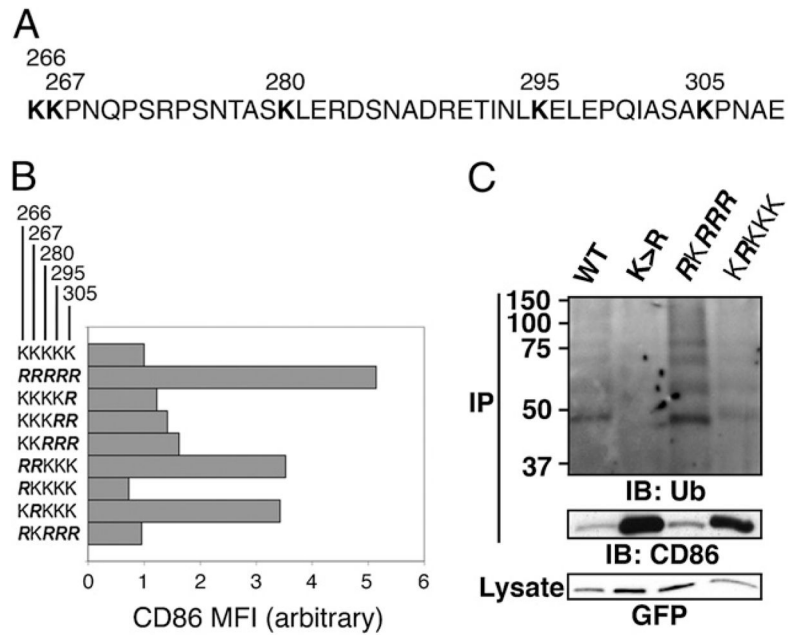 A
266
267 280 295 305
KKPNQPSRPSNTASKLERDSNADRETINLKELEPQIASAKPNAE
B
266
267
280
295
305
KKKKK
RRRRR
KKKKR
KKKRR
KKRRR
RRKKK
RKKKK
KRKKK
RKRRR
0 1 2 3 4 5 6
CD86 MFI (arbitrary)
C
WT K>R RKRRR KRKKK
150
100
75
50
37
IP
IB: Ub
IB: CD86
Lysate
GFP